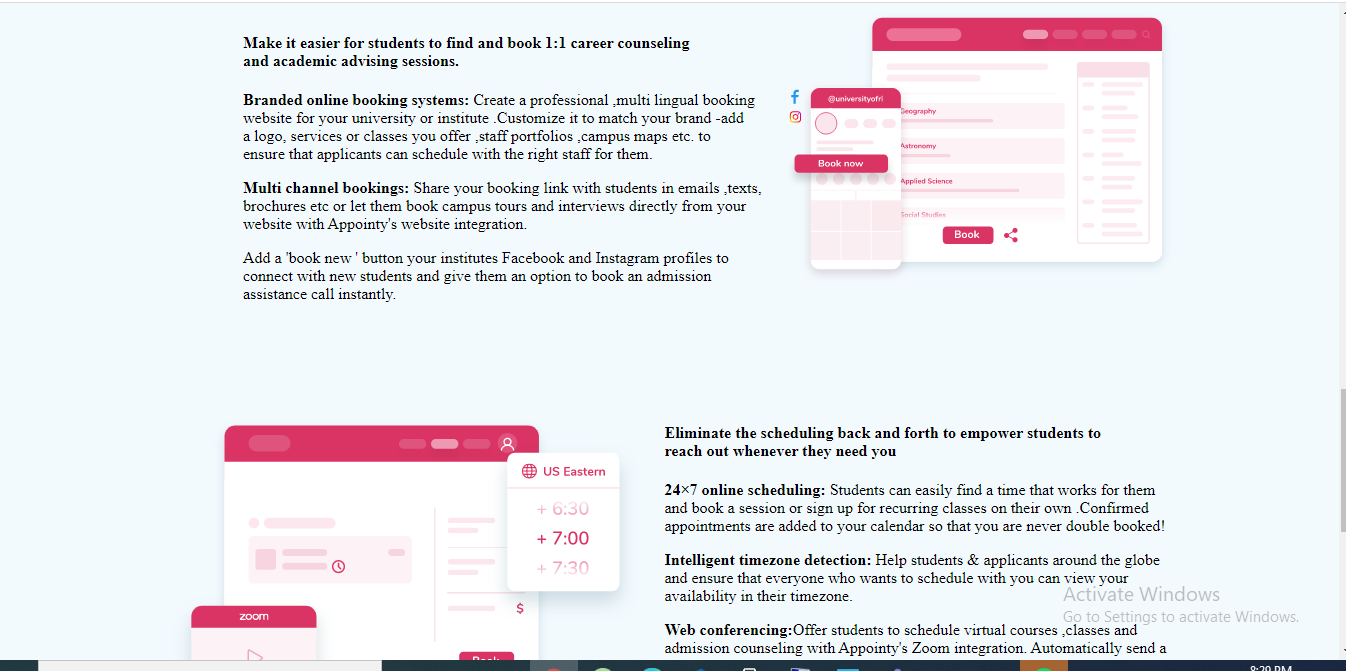 Make it easier for students to find and book 1:1 career counseling
and academic advising sessions.
Branded online booking systems: Create a professional ,multi lingual booking
website for your university or institute .Customize it to match your brand -add
a logo, services or classes you offer ,staff portfolios ,campus maps etc. to
ensure that applicants can schedule with the right staff for them.
Multi channel bookings: Share your booking link with students in emails ,texts,
brochures etc or let them book campus tours and interviews directly from your
website with Appointy's website integration.
Add a 'book new ' button your institutes Facebook and Instagram profiles to
connect with new students and give them an option to book an admission
assistance call instantly.
@universityofri
Book now
Geography
Astronomy
Applied Science
Social Studies
Book
US Eastern
+ 6:30
+ 7:00
+ 7:30
$
zoom
Book
Eliminate the scheduling back and forth to empower students to
reach out whenever they need you
24×7 online scheduling: Students can easily find a time that works for them
and book a session or sign up for recurring classes on their own .Confirmed
appointments are added to your calendar so that you are never double booked!
Intelligent timezone detection: Help students & applicants around the globe
and ensure that everyone who wants to schedule with you can view your
availability in their timezone.
Web conferencing:Offer students to schedule virtual courses ,classes and
admission counseling with Appointy's Zoom integration. Automatically send a
Activate Windows
Go to Settings to activate Windows.
8:29 PM